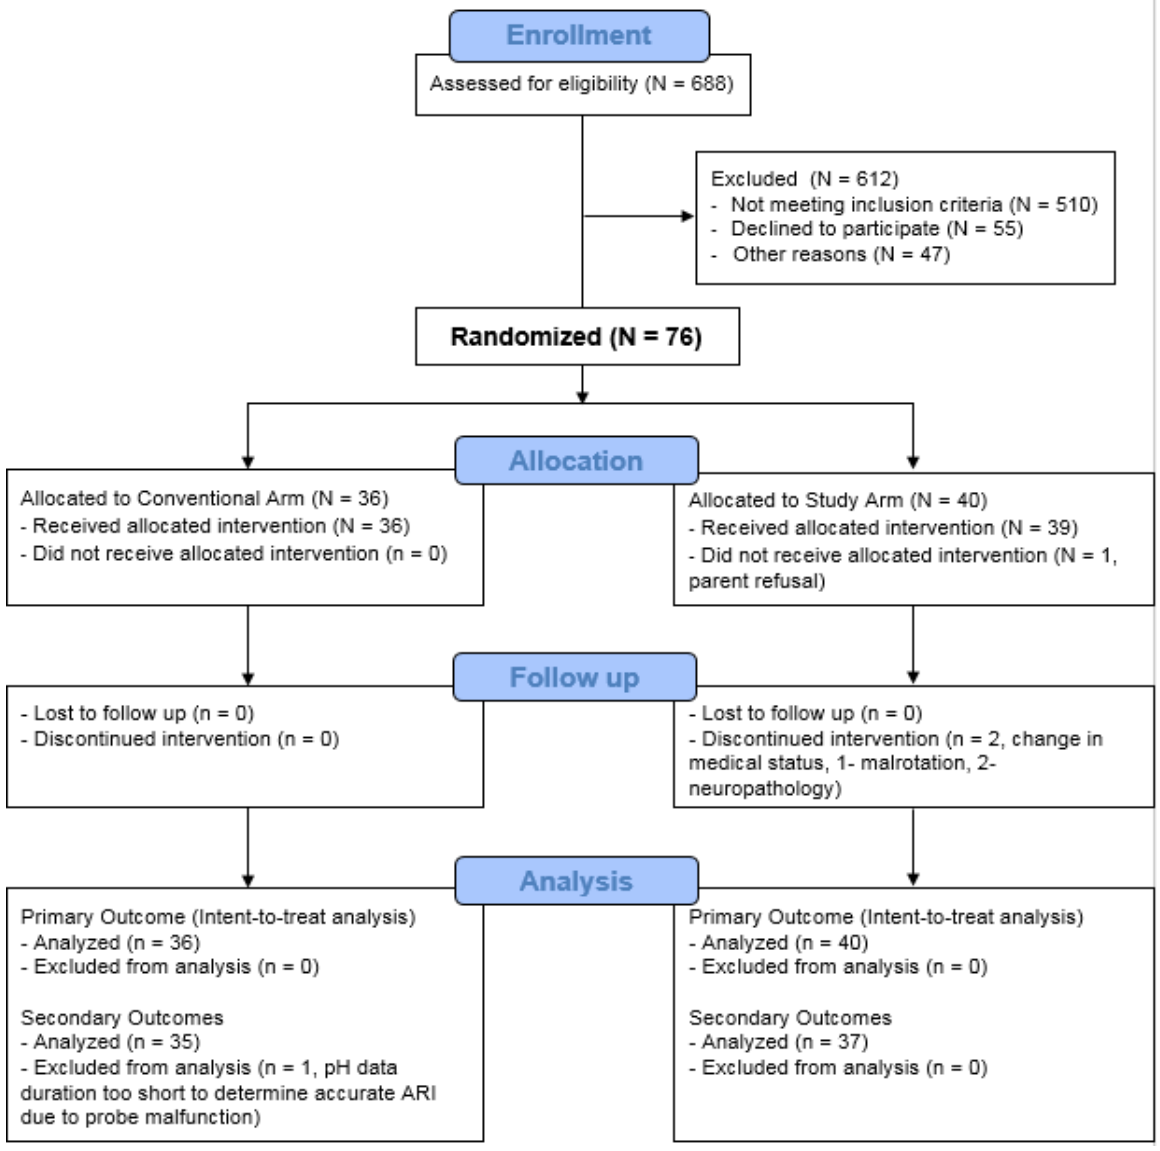 Enrollment
Assessed for eligibility (N = 688)
Excluded (N = 612)
- Not meeting inclusion criteria (N = 510)
- Declined to participate (N = 55)
- Other reasons (N = 47)
Randomized (N = 76)
Allocation
Allocated to Conventional Arm (N = 36)
- Received allocated intervention (N = 36)
- Did not receive allocated intervention (n = 0)
Allocated to Study Arm (N = 40)
- Received allocated intervention (N = 39)
- Did not receive allocated intervention (N = 1,
parent refusal)
Follow up
- Lost to follow up (n = 0)
- Discontinued intervention (n = 0)
- Lost to follow up (n = 0)
- Discontinued intervention (n = 2, change in
medical status, 1- malrotation, 2-
neuropathology)
Analysis
Primary Outcome (Intent-to-treat analysis)
- Analyzed (n = 36)
- Excluded from analysis (n = 0)
Secondary Outcomes
- Analyzed (n = 35)
- Excluded from analysis (n = 1, pH data
duration too short to determine accurate ARI
due to probe malfunction)
Primary Outcome (Intent-to-treat analysis)
- Analyzed (n = 40)
- Excluded from analysis (n = 0)
Secondary Outcomes
- Analyzed (n = 37)
- Excluded from analysis (n = 0)